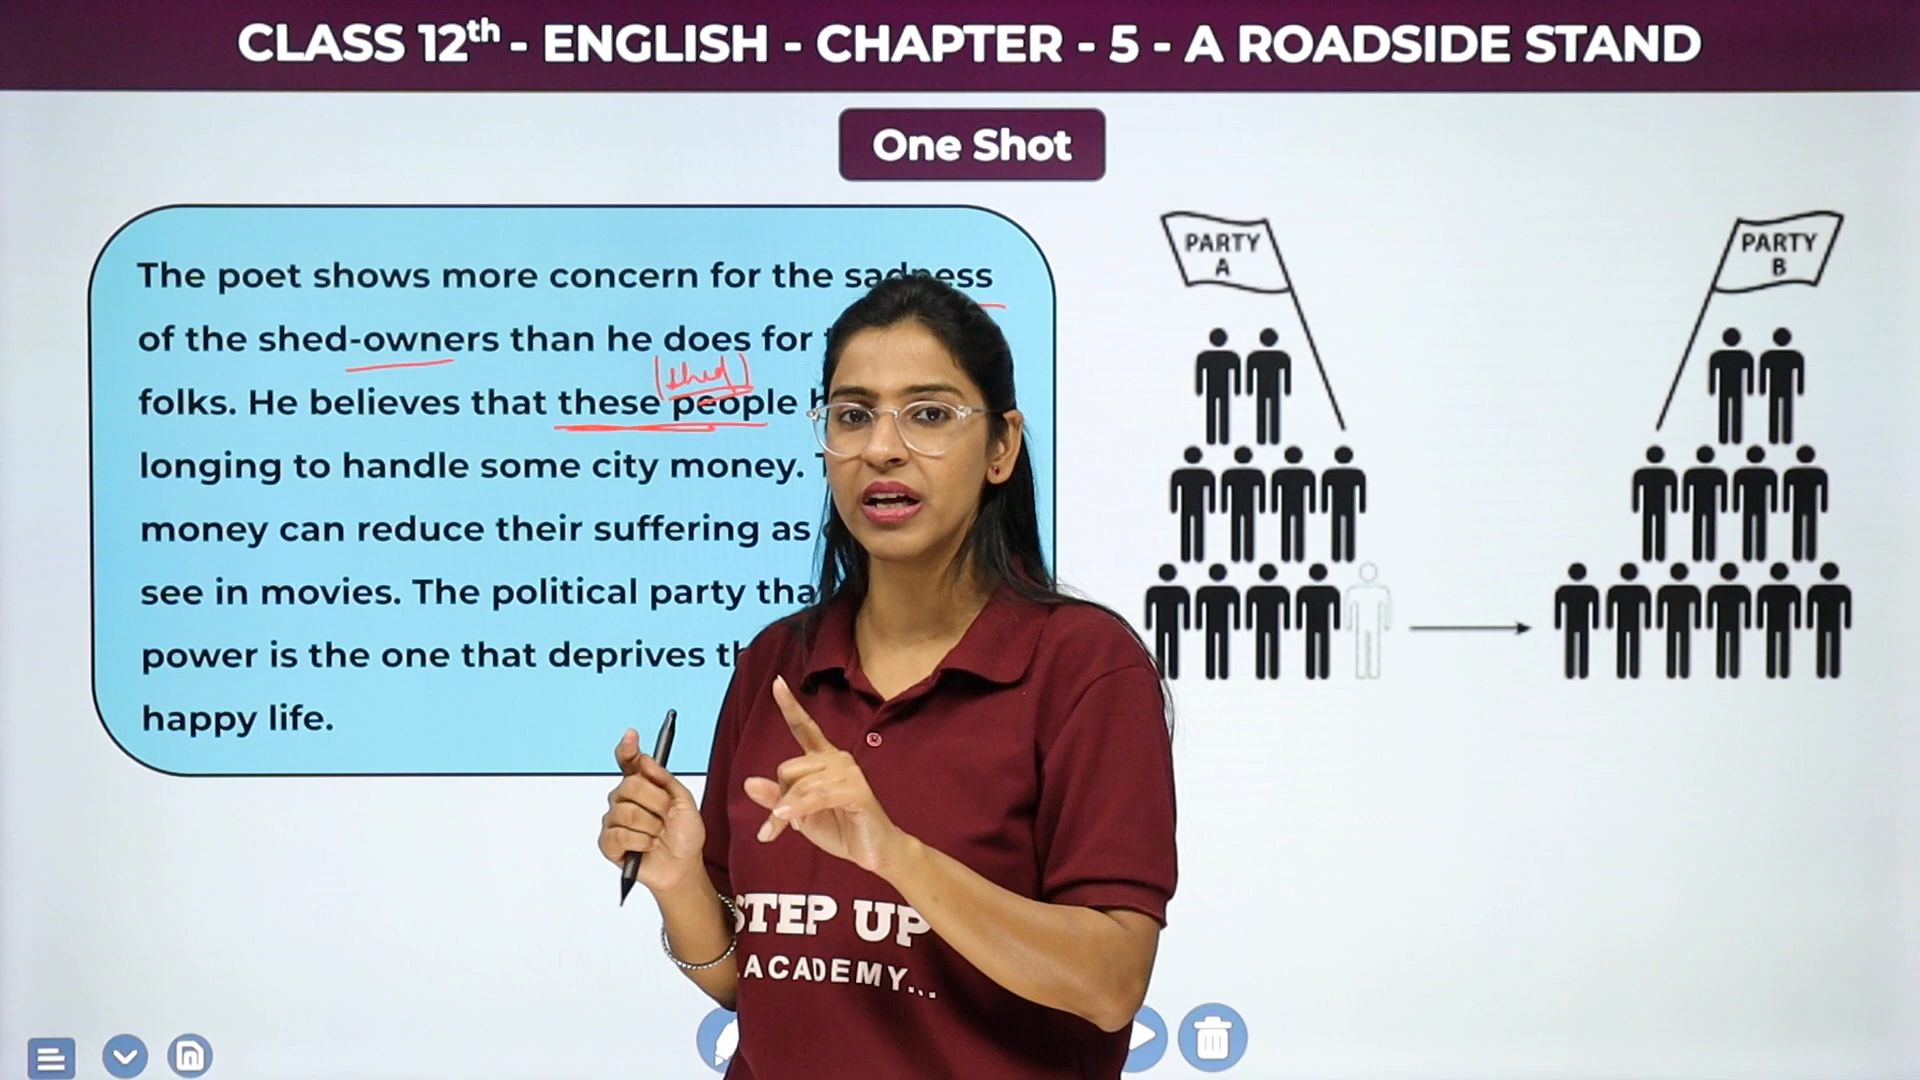 CLASS 12th - ENGLISH - CHAPTER - 5 - A ROADSIDE STAND
One Shot
The poet shows more concern for the sadness
of the shed-owners than he does for
(shed)
folks. He believes that these people
longing to handle some city money.
money can reduce their suffering as
see in movies. The political party
power is the one that deprives
happy life.
PARTY
A
PARTY
B
STEP UP
ACADEMY...